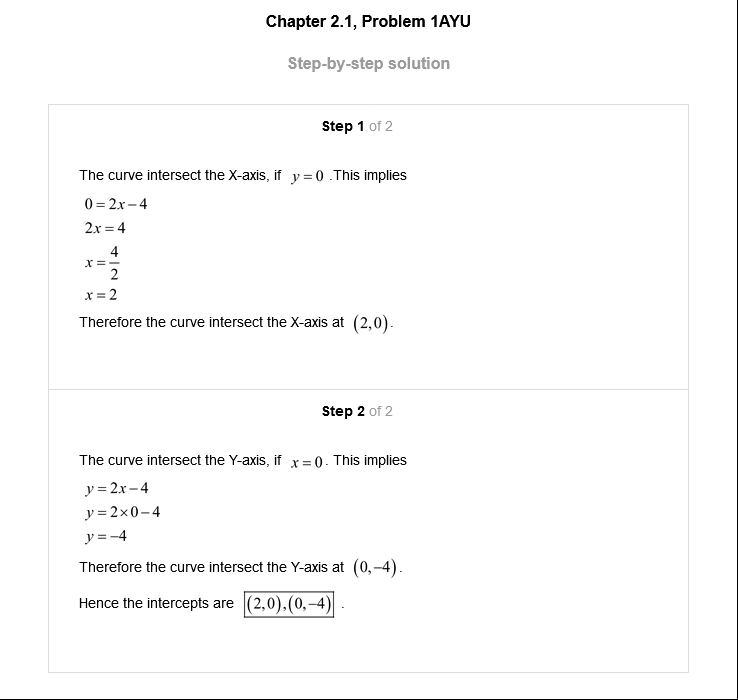 Chapter 2.1, Problem 1AYU
Step-by-step solution
Step 1 of 2
The curve intersect the X-axis, if y = 0 .This implies
0 = 2x – 4
2x = 4
x = 4/2
x = 2
Therefore the curve intersect the X-axis at (2,0).
Step 2 of 2
The curve intersect the Y-axis, if x = 0. This implies
y = 2x – 4
y = 2×0 – 4
y = –4
Therefore the curve intersect the Y-axis at (0,–4).
Hence the intercepts are (2,0),(0,–4) .